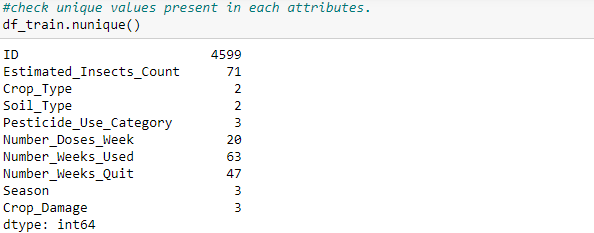 #check unique values present in each attributes.
df_train.nunique()
ID 4599
Estimated_Insects_Count 71
Crop_Type 2
Soil_Type 2
Pesticide_Use_Category 3
Number_Doses_Week 20
Number_Weeks_Used 63
Number_Weeks_Quit 47
Season 3
Crop_Damage 3
dtype: int64